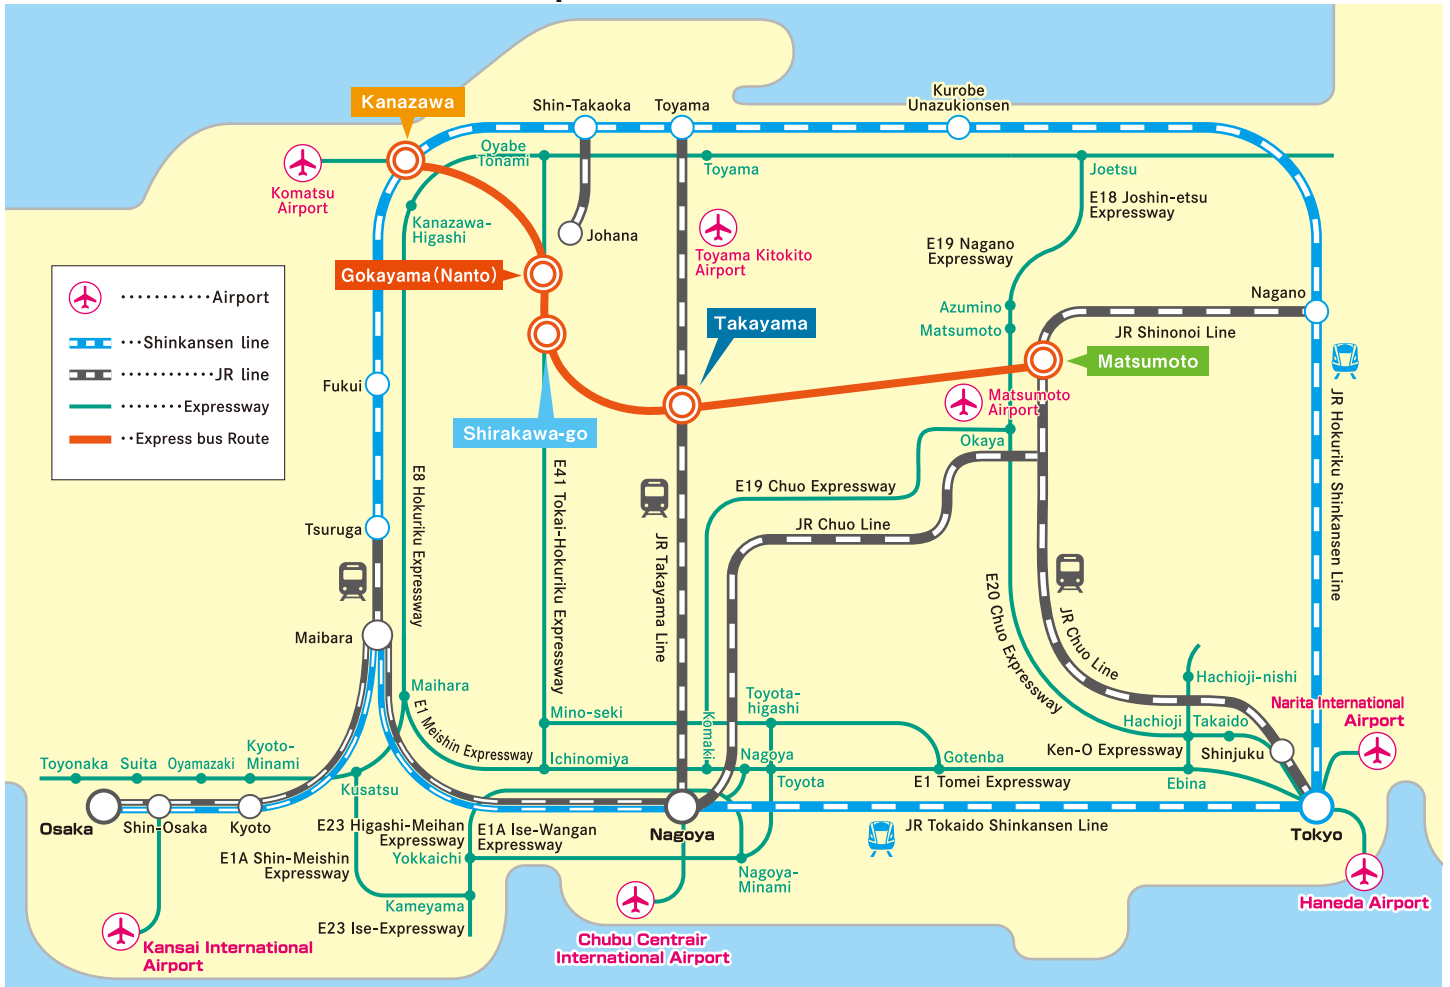 Kanazawa
Shin-Takaoka
Toyama
Kurobe
Unazukionsen
Komatsu
Airport
Oyabe
Tonami
Toyama
Joetsu
Kanazawa-
Higashi
Johana
E18 Joshin-etsu
Expressway
Toyama Kitokito
Airport
E19 Nagano
Expressway
Gokayama(Nanto)
Airport
Shinkansen line
JR line
Expressway
Express bus Route
Takayama
Azumino
Matsumoto
Nagano
JR Shinonoi Line
Matsumoto
Matsumoto
Airport
Fukui
Shirakawa-go
Okaya
JR Hokuriku Shinkansen Line
E8 Hokuriku Expressway
E41 Tokai-Hokuriku Expressway
JR Takayama Line
E19 Chuo Expressway
JR Chuo Line
Tsuruga
E20 Chuo Expressway
JR Chuo Line
Maibara
Maihara
E1 Meishin Expressway
Mino-seki
Komaki
Toyota-
higashi
Hachioji-nishi
Narita International
Airport
Hachioji
Takaido
Ken-O Expressway
Shinjuku
Toyonaka
Suita
Oyamazaki
Kyoto-
Minami
Kusatsu
Ichinomiya
Nagoya
Toyota
Gotenba
E1 Tomei Expressway
Ebina
Osaka
Shin-Osaka
Kyoto
E23 Higashi-Meihan
Expressway
E1A Ise-Wangan
Expressway
Nagoya
JR Tokaido Shinkansen Line
Tokyo
E1A Shin-Meishin
Expressway
Yokkaichi
Nagoya-
Minami
Kameyama
E23 Ise-Expressway
Haneda Airport
Kansai International
Airport
Chubu Centrair
International Airport